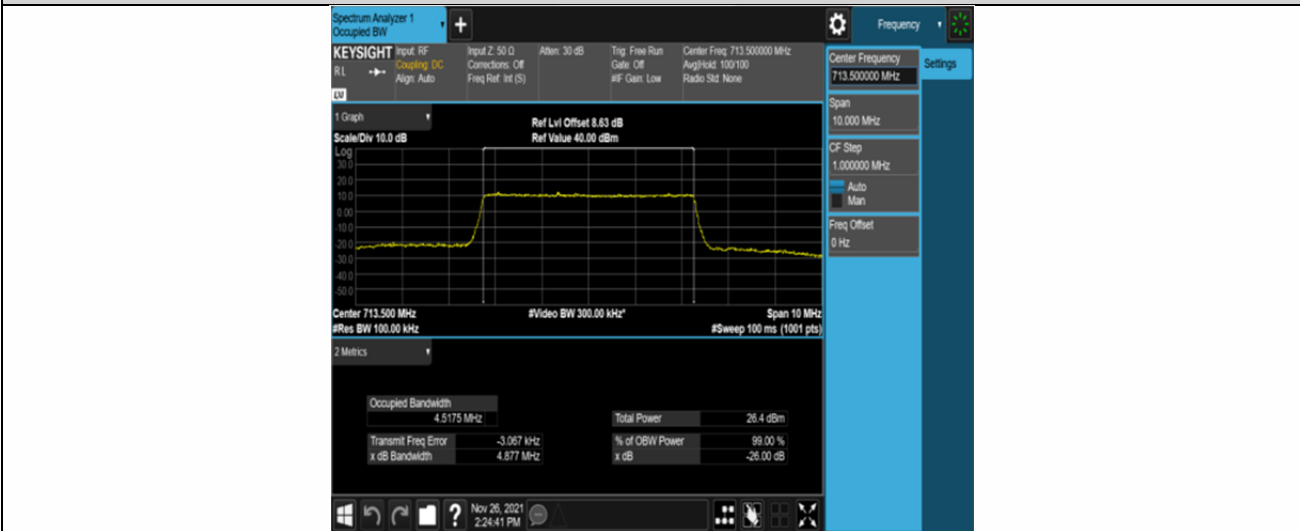 Spectrum Analyzer 1
Occupied BW
+
Frequency
KEYSIGHT
RL
Input: RF
Coupling: DC
Align: Auto
Input Z: 50 Ω
Corrections: Off
Freq Ref: Int (S)
Atten: 30 dB
Trig: Free Run
Gate: Off
#IF Gain: Low
Center Freq: 713.500000 MHz
Avg|Hold: 100/100
Radio Std: None
Center Frequency
713.500000 MHz
Settings
Span
10.000 MHz
CF Step
1.000000 MHz
Auto
Man
Freq Offset
0 Hz
1 Graph
Scale/Div 10.0 dB
Ref Lvl Offset 8.63 dB
Ref Value 40.00 dBm
Log
30.0
20.0
10.0
0.00
-10.0
-20.0
-30.0
-40.0
-50.0
Center 713.500 MHz
#Res BW 100.00 kHz
#Video BW 300.00 kHz*
Span 10 MHz
#Sweep 100 ms (1001 pts)
2 Metrics
Occupied Bandwidth
4.5175 MHz
Total Power 26.4 dBm
Transmit Freq Error -3.067 kHz
% of OBW Power 99.00 %
x dB Bandwidth 4.877 MHz
x dB -26.00 dB
?
Nov 26, 2021
2:24:41 PM